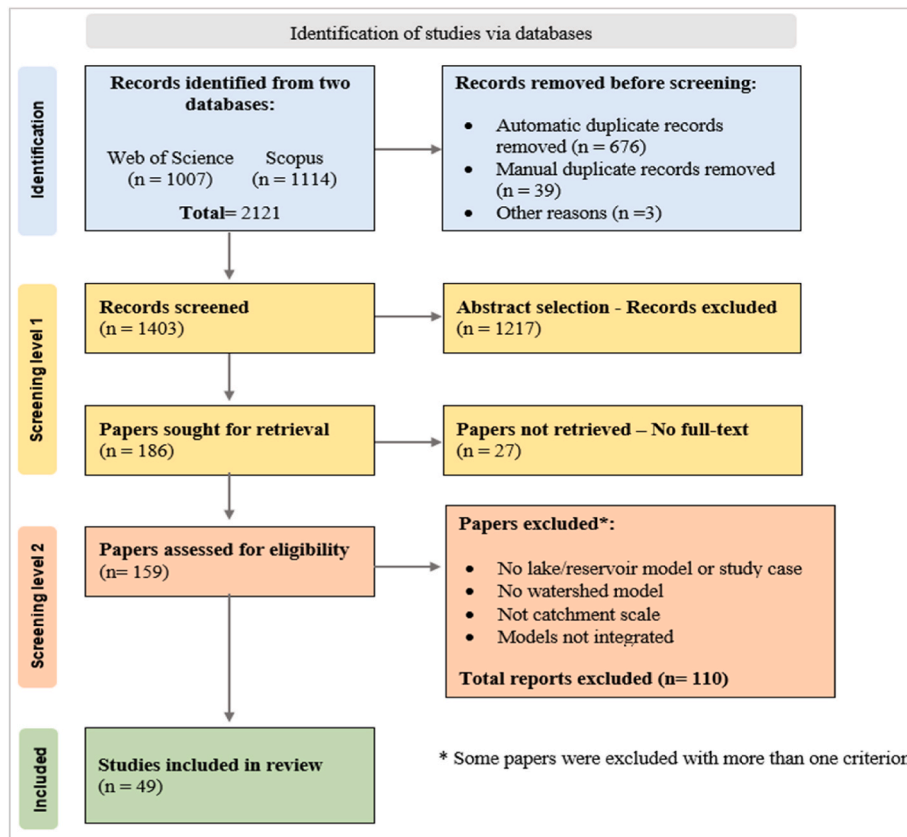 Identification of studies via databases
Identification
Records identified from two
databases:
Web of Science Scopus
(n = 1007) (n = 1114)
Total= 2121
Records removed before screening:
• Automatic duplicate records
removed (n = 676)
• Manual duplicate records removed
(n = 39)
• Other reasons (n =3)
Screening level 1
Records screened
(n = 1403)
Abstract selection - Records excluded
(n = 1217)
Papers sought for retrieval
(n = 186)
Papers not retrieved – No full-text
(n = 27)
Screening level 2
Papers assessed for eligibility
(n= 159)
Papers excluded*:
• No lake/reservoir model or study case
• No watershed model
• Not catchment scale
• Models not integrated
Total reports excluded (n= 110)
Included
Studies included in review
(n = 49)
* Some papers were excluded with more than one criterion